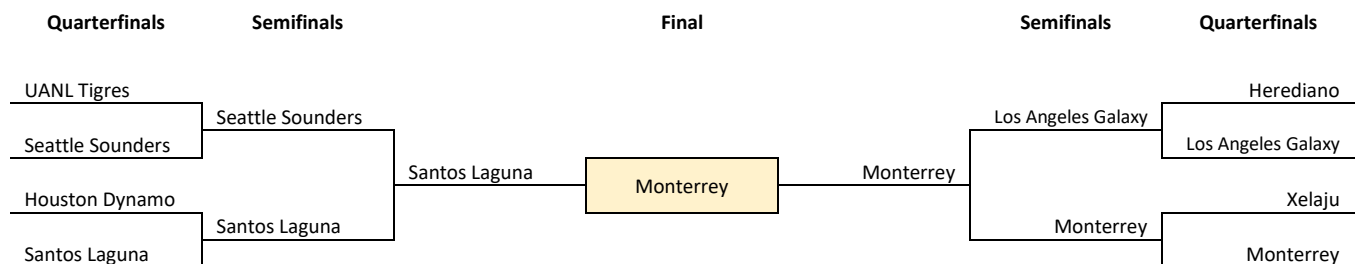 Quarterfinals
Semifinals
Final
Semifinals
Quarterfinals
UANL Tigres
Seattle Sounders
Seattle Sounders
Houston Dynamo
Santos Laguna
Santos Laguna
Santos Laguna
Monterrey
Monterrey
Los Angeles Galaxy
Monterrey
Herediano
Los Angeles Galaxy
Xelaju
Monterrey